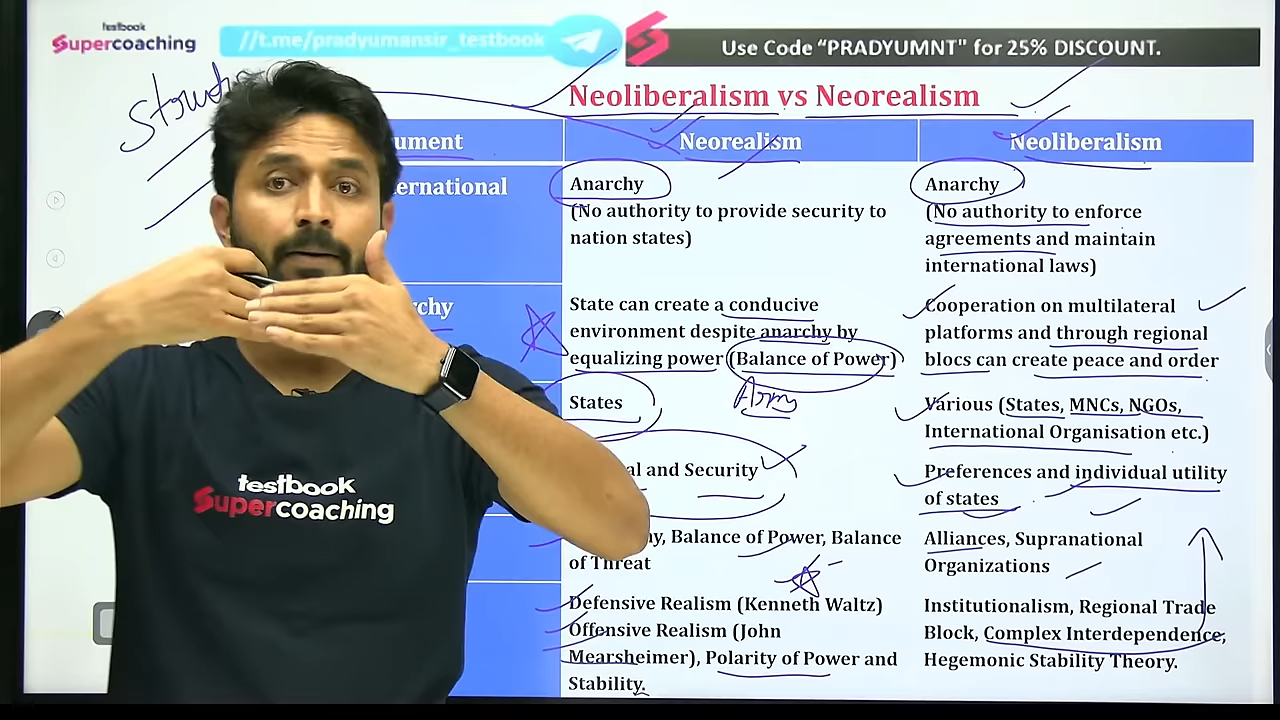 testbook
Supercoaching
//t.me/pradyumansir_testbook
Use Code “PRADYUMNT" for 25% DISCOUNT.
Neoliberalism vs Neorealism
ument
Neorealism
Neoliberalism
ernational
Anarchy
(No authority to provide security to
nation states)
Anarchy
(No authority to enforce
agreements and maintain
international laws)
chy
State can create a conducive
environment despite anarchy by
equalizing power (Balance of Power)
Cooperation on multilateral
platforms and through regional
blocs can create peace and order
States
Army
Various (States, MNCs, NGOs,
International Organisation etc.)
al and Security
Preferences and individual utility
of states
ny, Balance of Power, Balance
of Threat
Alliances, Supranational
Organizations
Defensive Realism (Kenneth Waltz)
Offensive Realism (John
Mearsheimer), Polarity of Power and
Stability.
Institutionalism, Regional Trade
Block, Complex Interdependence,
Hegemonic Stability Theory.
testbook
Supercoaching